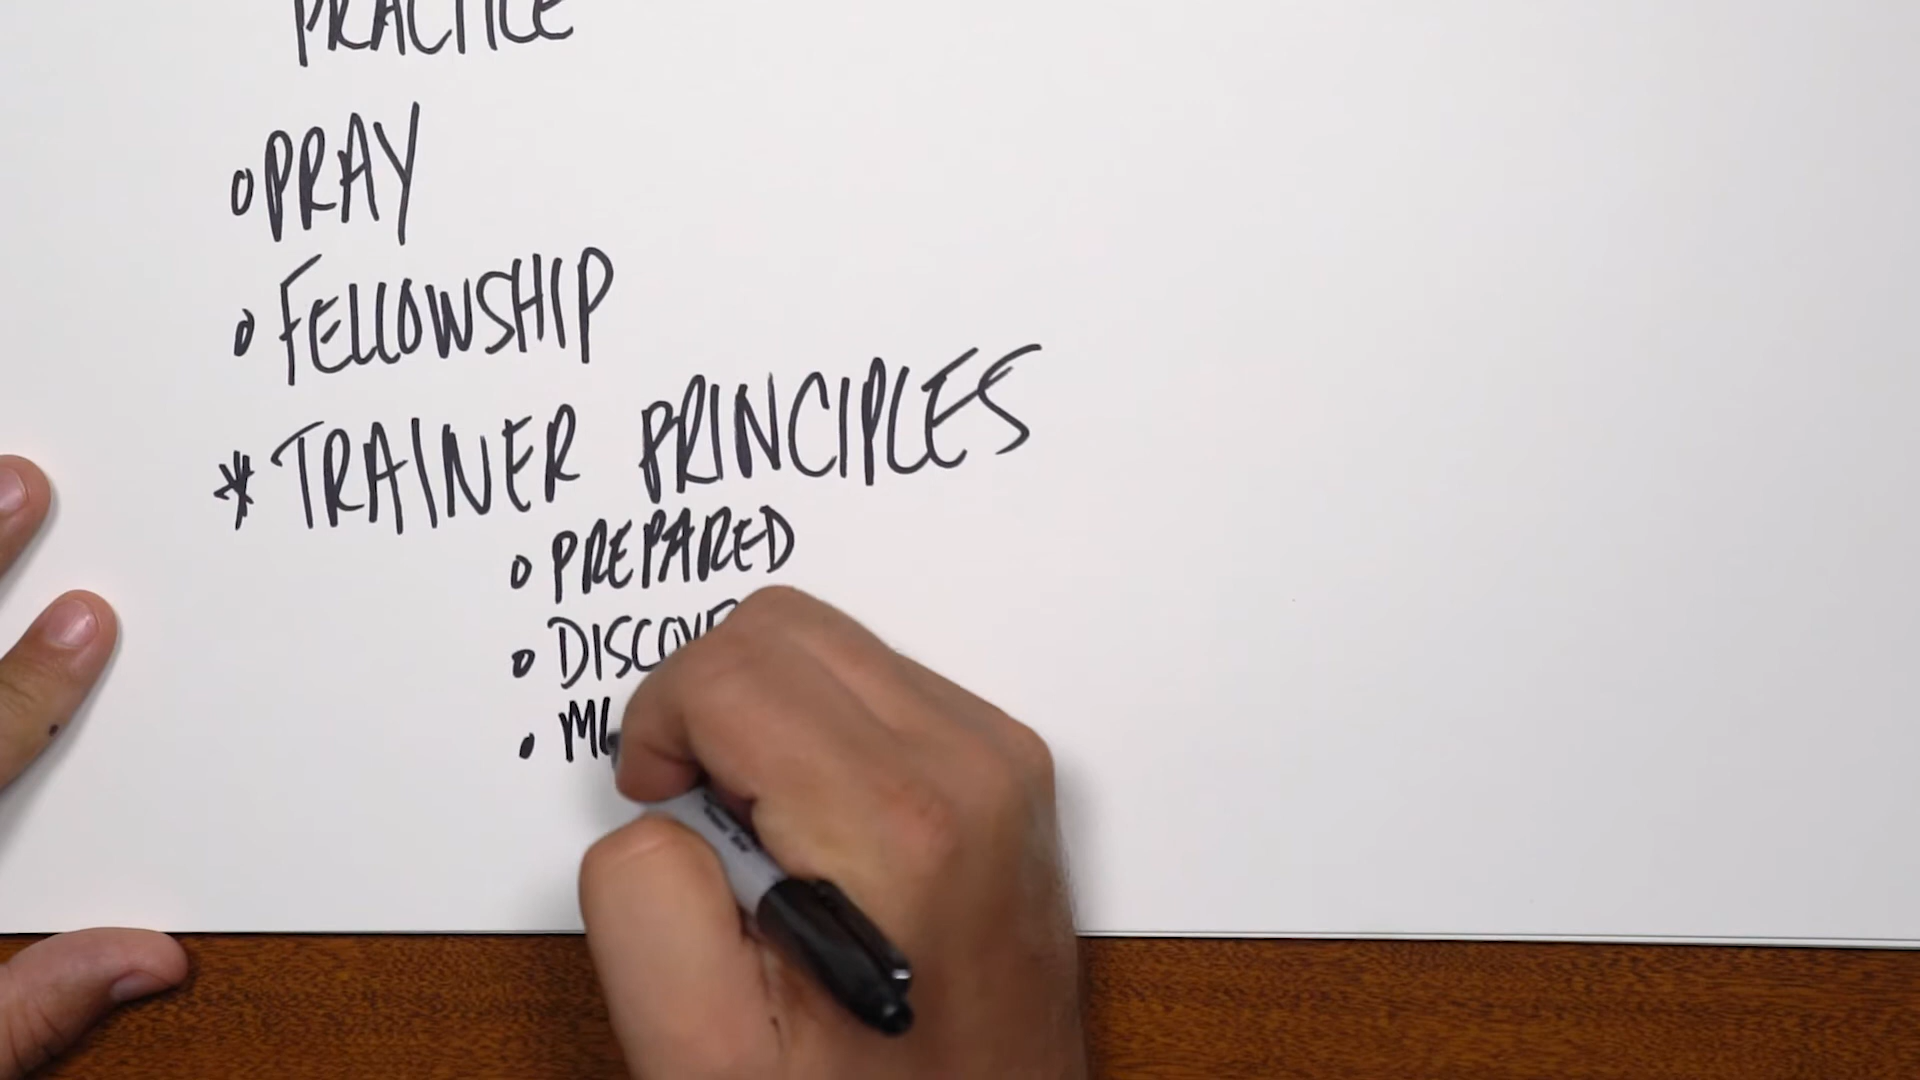 PRACTICE
• PRAY
• FELLOWSHIP
* TRAINER PRINCIPLES
• PREPARED